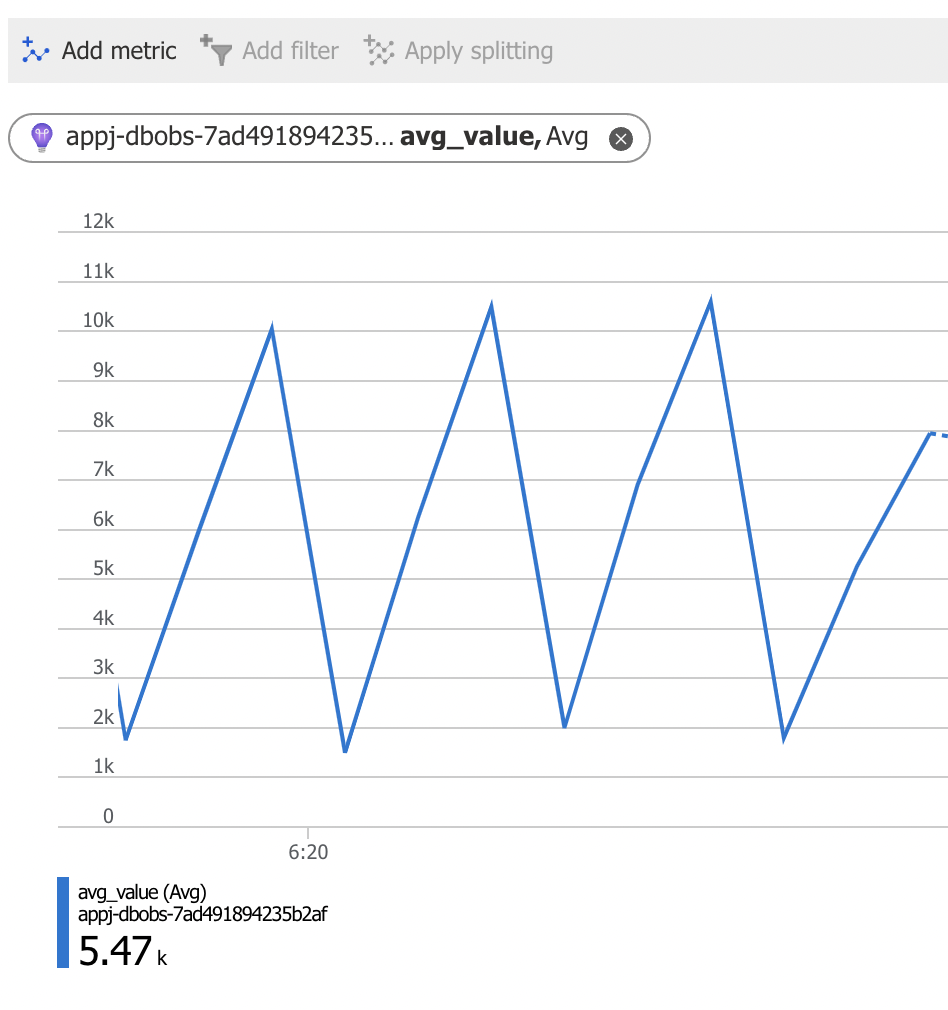 Add metric Add filter Apply splitting
appj-dbobs-7ad491894235... avg_value, Avg
12k
11k
10k
9k
8k
7k
6k
5k
4k
3k
2k
1k
0
6:20
avg_value (Avg)
appj-dbobs-7ad491894235b2af
5.47 k